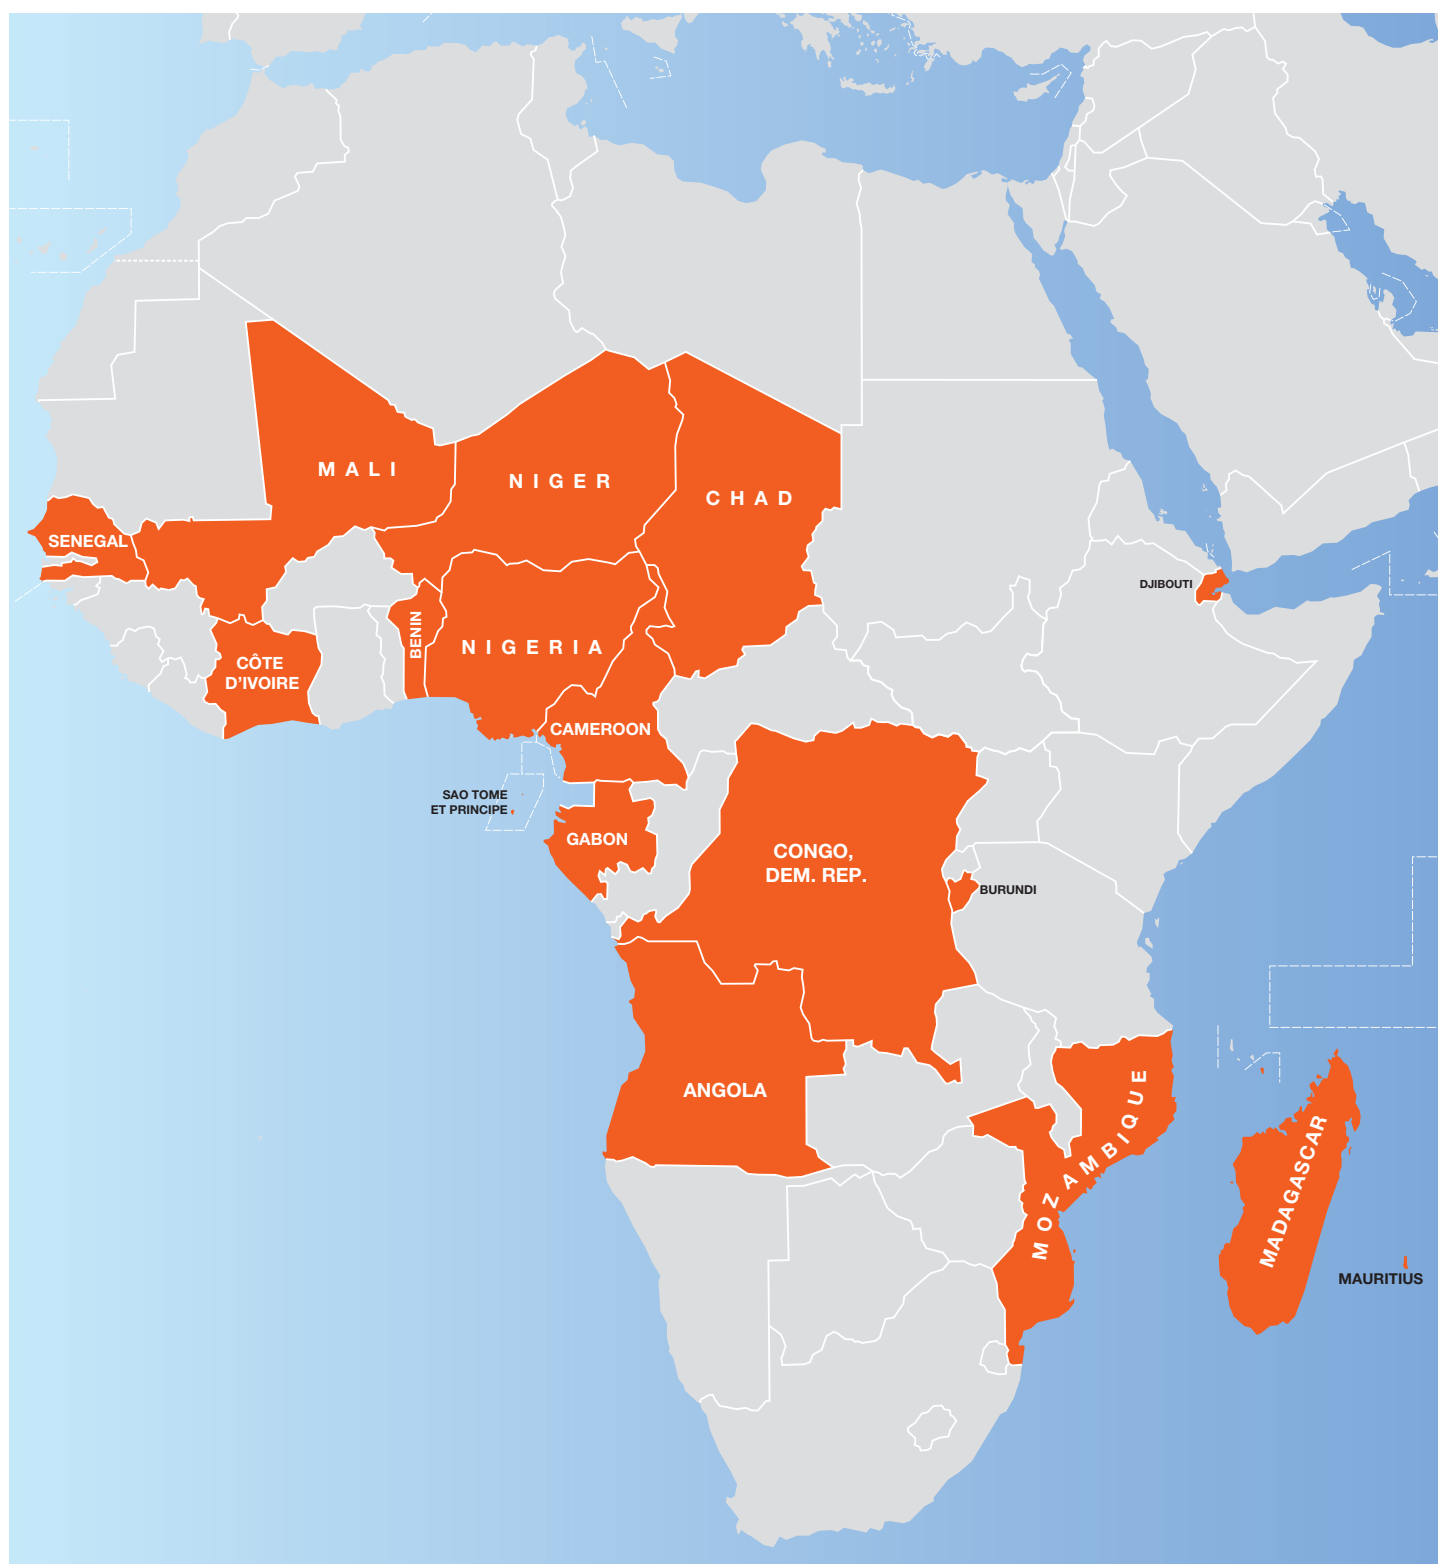 MALI
NIGER
CHAD
SENEGAL
DJIBOUTI
BENIN
NIGERIA
CÔTE
D'IVOIRE
CAMEROON
SAO TOME
ET PRINCIPE
GABON
CONGO,
DEM. REP.
BURUNDI
ANGOLA
MOZAMBIQUE
MADAGASCAR
MAURITIUS